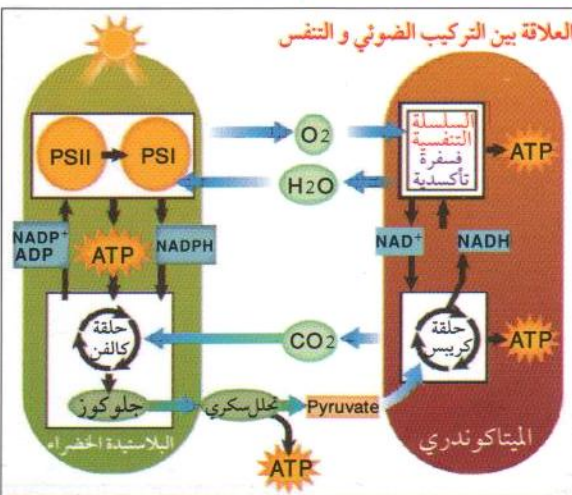 العلاقة بين التركيب الضوئي و التنفس
PSII
PSI
O2
H2O
السلسلة
التنفسية
فسفرة
تأكسدية
ATP
NADP+
ADP
ATP
NADPH
NAD+
NADH
حلقة
كالفن
CO2
حلقة
كريبس
ATP
جلوكوز
تحلل سكري
Pyruvate
البلاستيدة الخضراء
الميتاكوندري
ATP